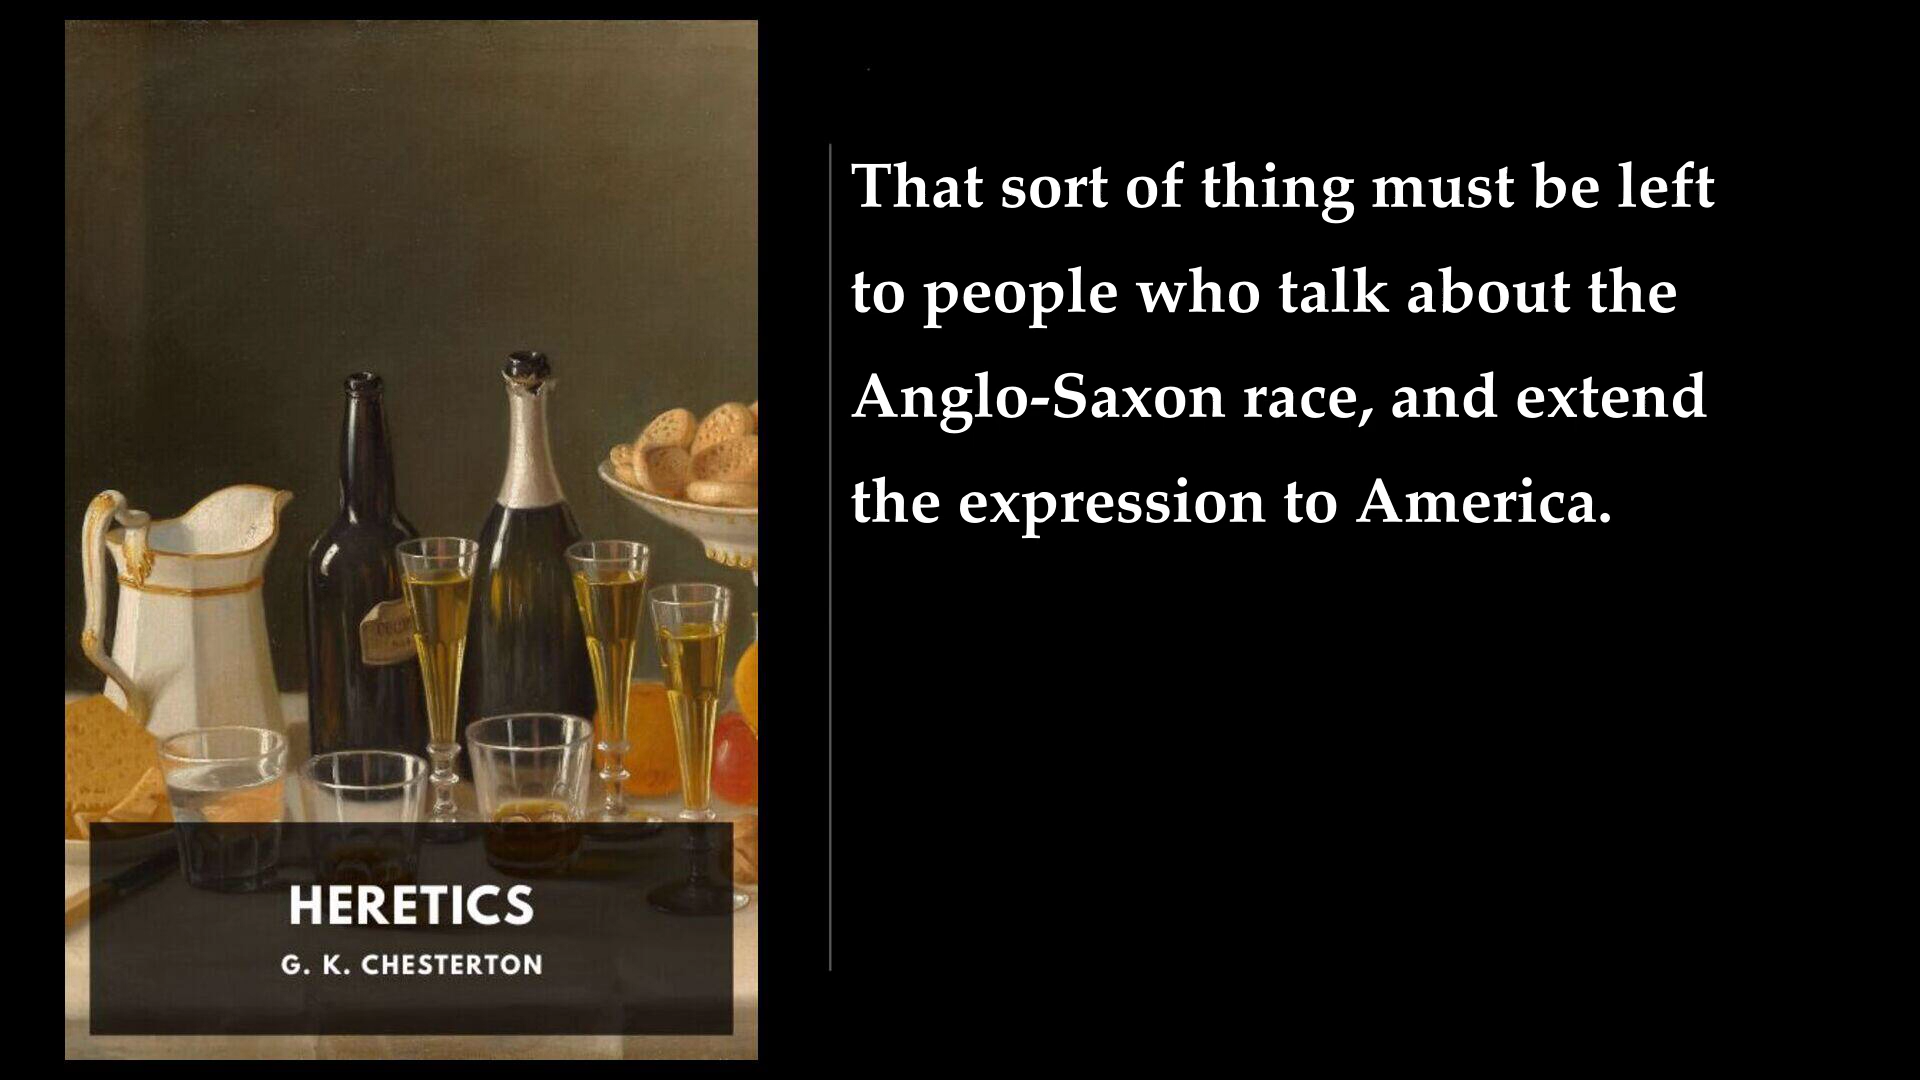 That sort of thing must be left
to people who talk about the
Anglo-Saxon race, and extend
the expression to America.
HERETICS
G. K. CHESTERTON